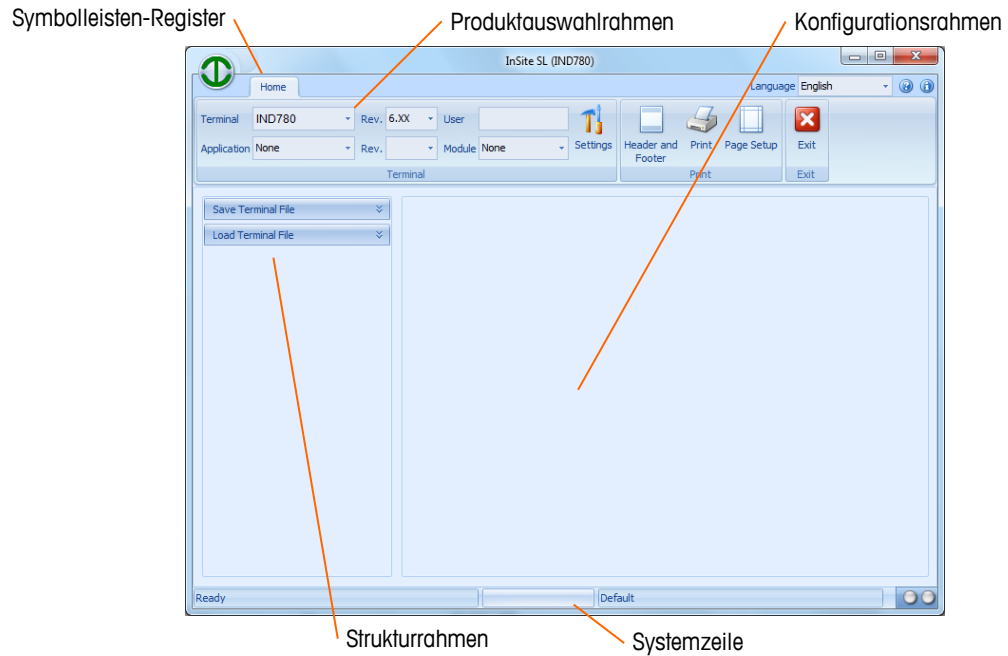 Symbolleisten-Register
Produktauswahlrahmen
Konfigurationsrahmen
InSite SL (IND780)
Home
Language English
Terminal IND780 Rev. 6.XX User
Application None Rev. Module None
Settings
Header and Footer
Print
Page Setup
Exit
Terminal
Print
Exit
Save Terminal File
Load Terminal File
Ready
Default
Strukturrahmen
Systemzeile